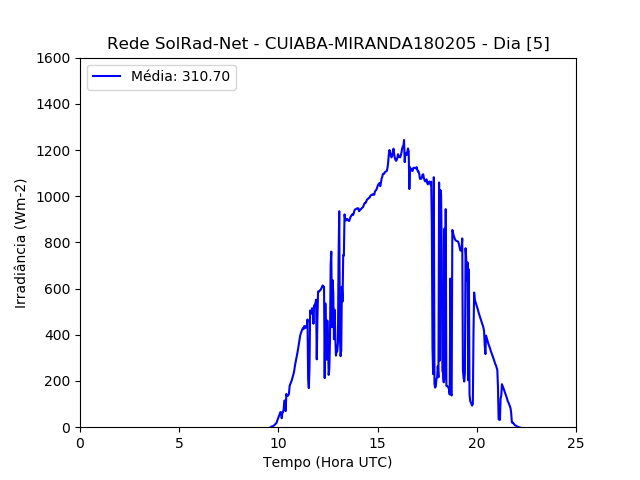 Rede SolRad-Net - CUIABA-MIRANDA180205 - Dia [5]
Média: 310.70
Irradiância (Wm-2)
1600
1400
1200
1000
800
600
400
200
0
0 5 10 15 20 25
Tempo (Hora UTC)